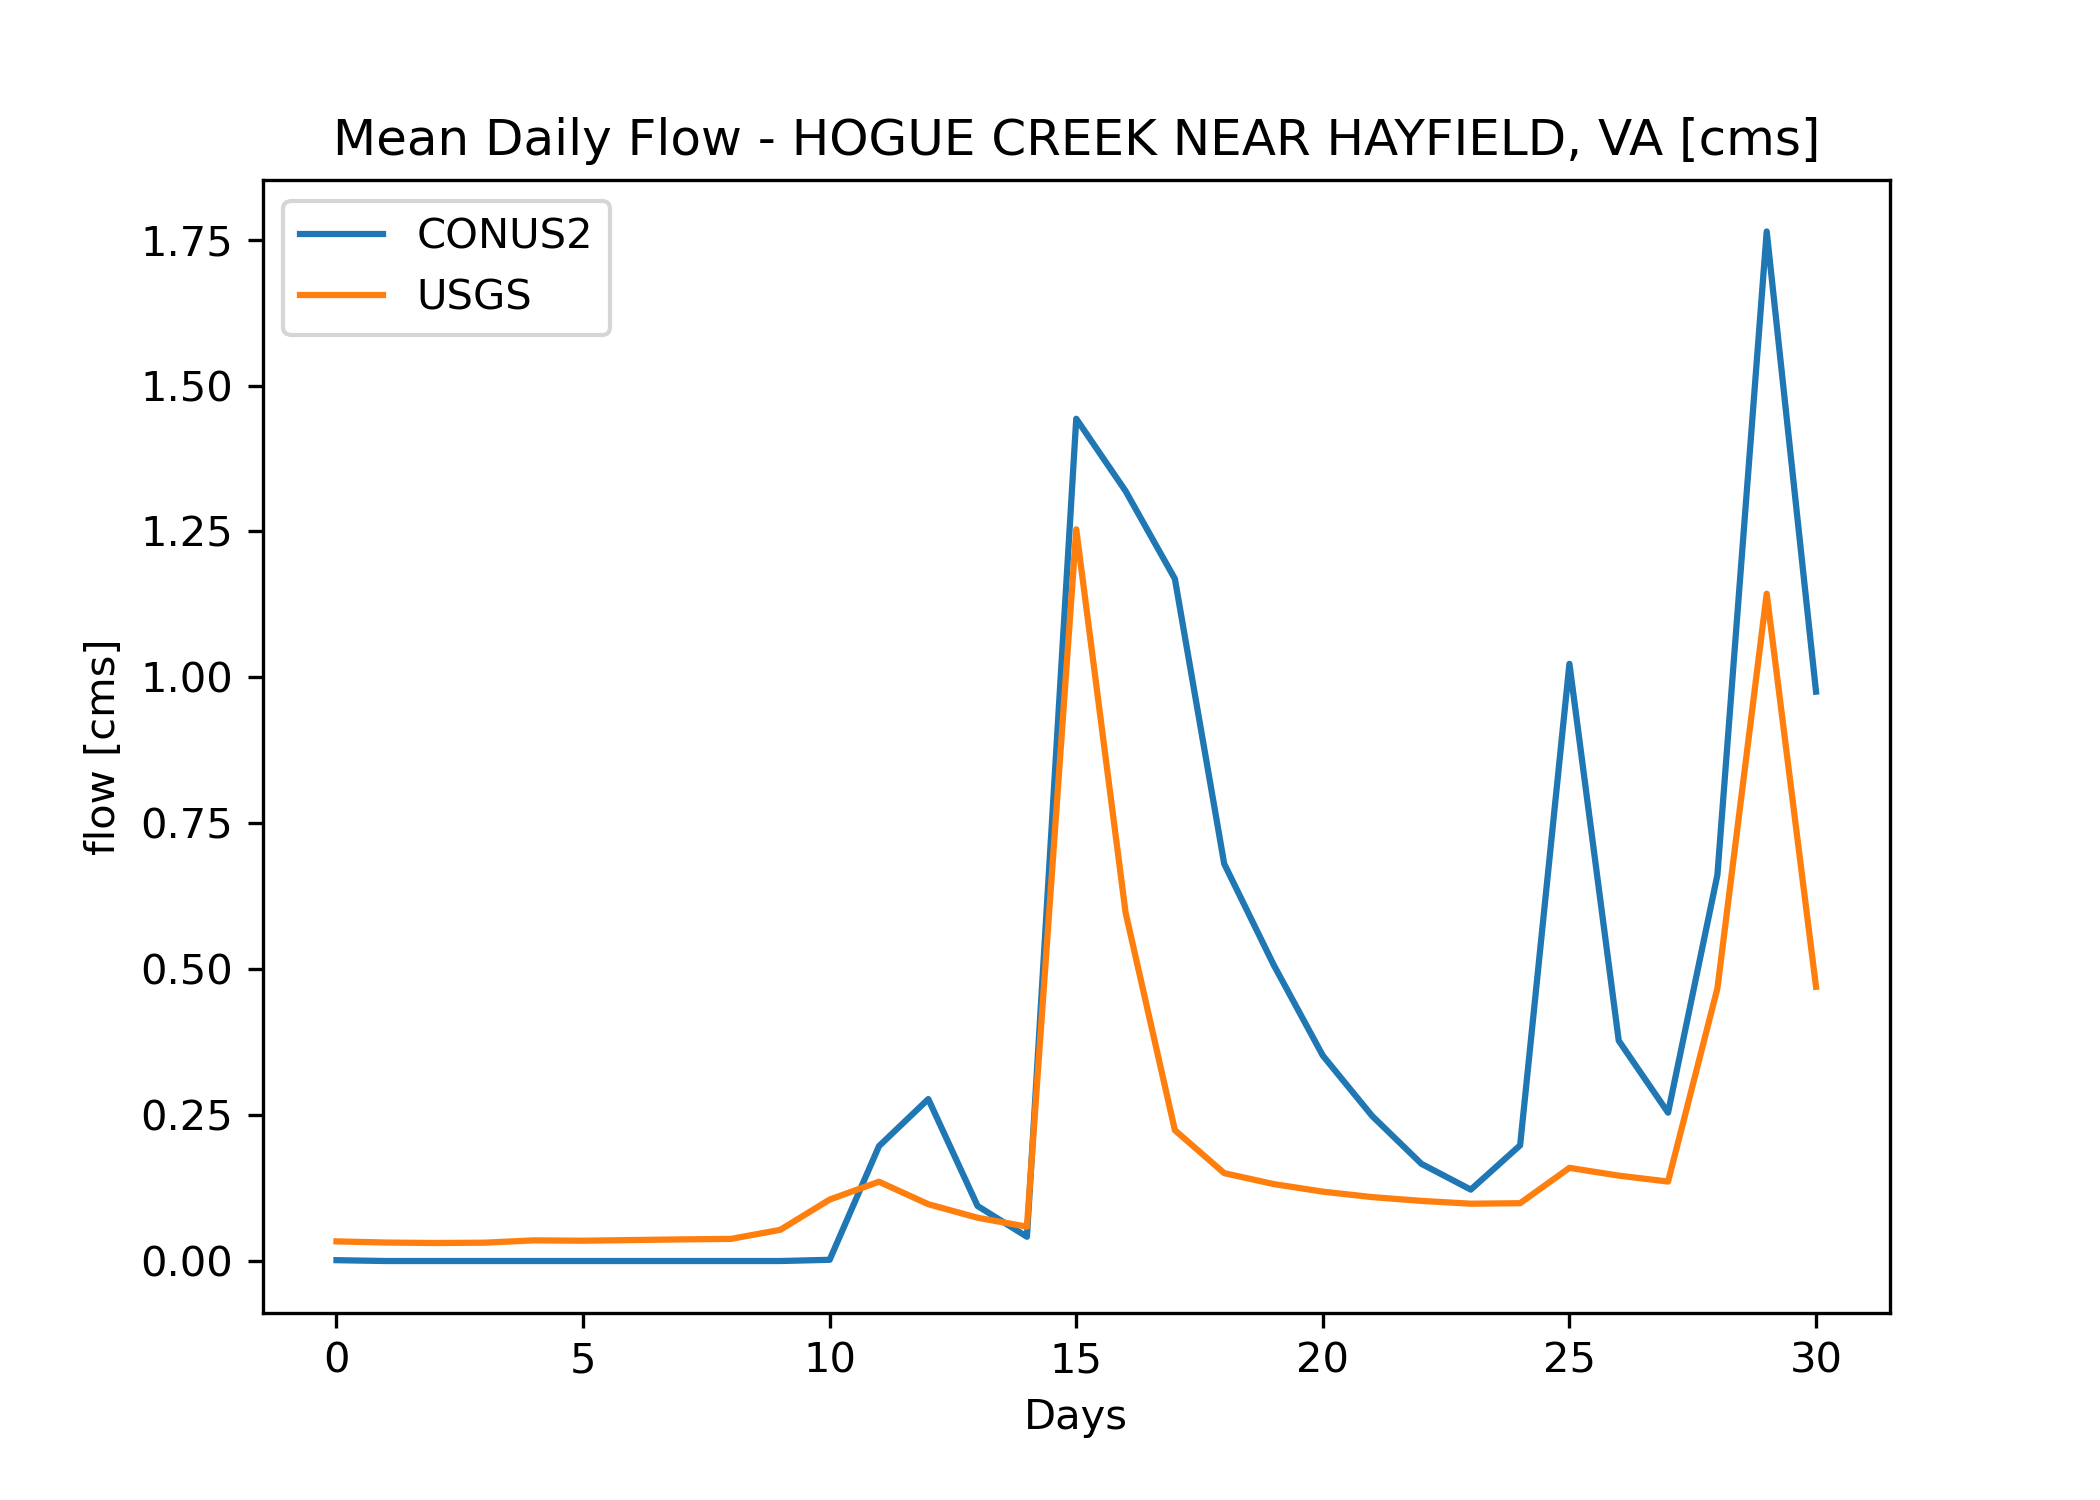 Mean Daily Flow - HOGUE CREEK NEAR HAYFIELD, VA [cms]
CONUS2
USGS
flow [cms]
1.75
1.50
1.25
1.00
0.75
0.50
0.25
0.00
0 5 10 15 20 25 30
Days